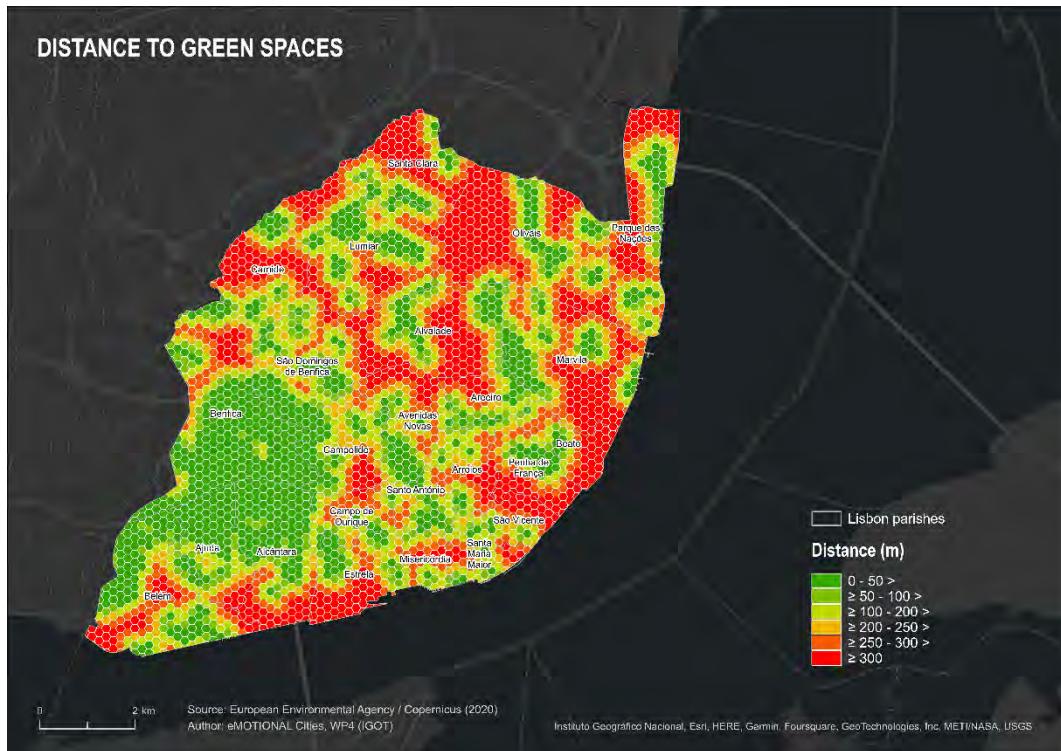 DISTANCE TO GREEN SPACES
Santa Clara
Olivais
Parque das
Nações
Lumiar
Carnide
Alvalade
São Domingos
de Benfica
Marvila
Areeiro
Benfica
Avenidas
Novas
Beato
Campolide
Penha de
França
Arroios
Santo António
Campo de
Ourique
São Vicente
Ajuda
Alcântara
Misericórdia
Santa
Maria
Maior
Estrela
Belém
Lisbon parishes
Distance (m)
0 - 50 >
≥ 50 - 100 >
≥ 100 - 200 >
≥ 200 - 250 >
≥ 250 - 300 >
≥ 300
0 2 km
Source: European Environmental Agency / Copernicus (2020)
Author: eMOTIONAL Cities, WP4 (IGOT)
Instituto Geográfico Nacional, Esri, HERE, Garmin, Foursquare, GeoTechnologies, Inc, METI/NASA, USGS